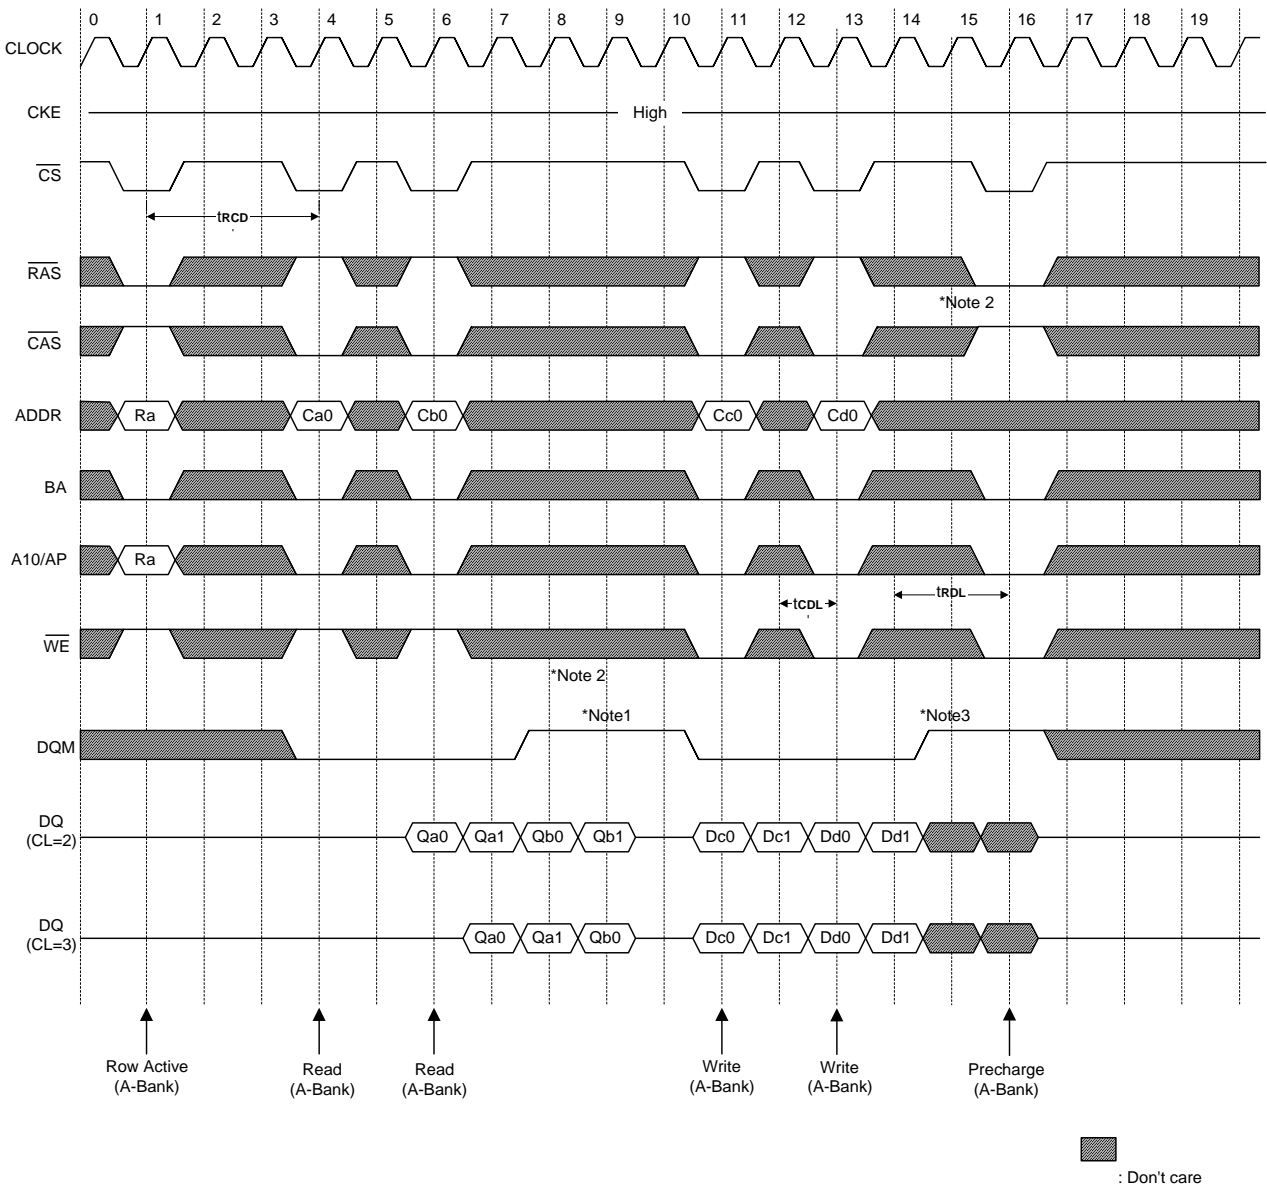 0 1 2 3 4 5 6 7 8 9 10 11 12 13 14 15 16 17 18 19
CLOCK
CKE High
CS
tRCD
RAS
*Note 2
CAS
ADDR Ra Ca0 Cb0 Cc0 Cd0
BA
A10/AP Ra
tCDL tRDL
WE
*Note 2
*Note1 *Note3
DQM
DQ
(CL=2) Qa0 Qa1 Qb0 Qb1 Dc0 Dc1 Dd0 Dd1
DQ
(CL=3) Qa0 Qa1 Qb0 Dc0 Dc1 Dd0 Dd1
Row Active
(A-Bank)
Read
(A-Bank)
Read
(A-Bank)
Write
(A-Bank)
Write
(A-Bank)
Precharge
(A-Bank)
: Don't care